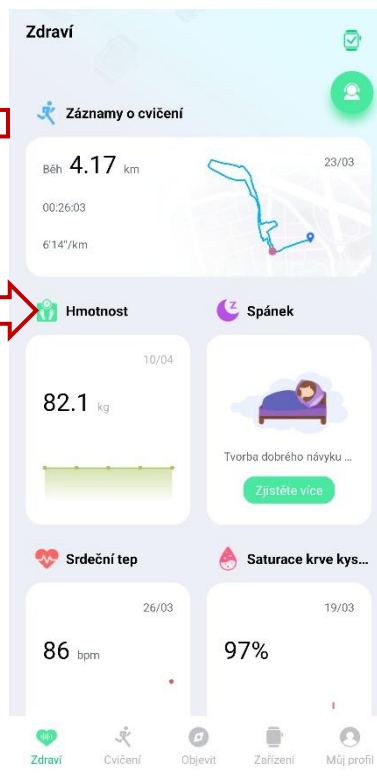 Zdraví
Záznamy o cvičení
Běh 4.17 km
23/03
00:26:03
6'14"/km
Hmotnost
Spánek
10/04
82.1 kg
Tvorba dobrého návyku ...
Zjistěte více
Srdeční tep
Saturace krve kys...
26/03
19/03
86 bpm
97%
Zdraví
Cvičení
Objevit
Zařízení
Můj profil